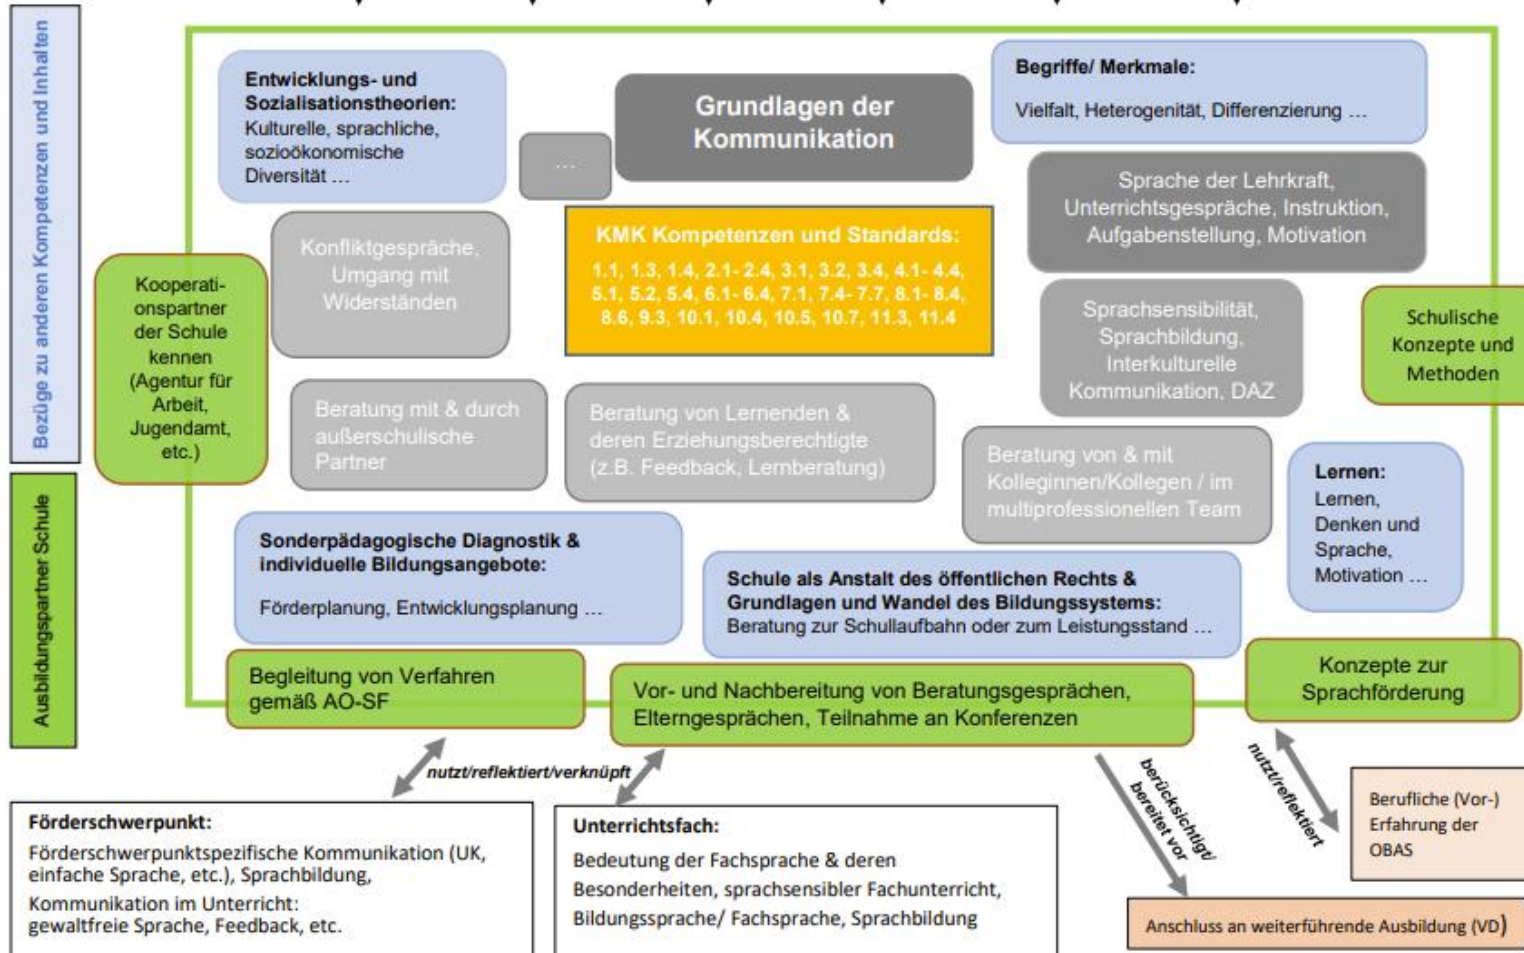 Bezüge zu anderen Kompetenzen und Inhalten
Ausbildungspartner Schule
Entwicklungs- und
Sozialisationstheorien:
Kulturelle, sprachliche,
sozioökonomische
Diversität ...
...
Grundlagen der
Kommunikation
Begriffe/ Merkmale:
Vielfalt, Heterogenität, Differenzierung ...
Sprache der Lehrkraft,
Unterrichtsgespräche, Instruktion,
Aufgabenstellung, Motivation
Konfliktgespräche,
Umgang mit
Widerständen
KMK Kompetenzen und Standards:
1.1, 1.3, 1.4, 2.1- 2.4, 3.1, 3.2, 3.4, 4.1- 4.4,
5.1, 5.2, 5.4, 6.1- 6.4, 7.1, 7.4- 7.7, 8.1- 8.4,
8.6, 9.3, 10.1, 10.4, 10.5, 10.7, 11.3, 11.4
Kooperati-
onspartner
der Schule
kennen
(Agentur für
Arbeit,
Jugendamt,
etc.)
Sprachsensibilität,
Sprachbildung,
Interkulturelle
Kommunikation, DAZ
Schulische
Konzepte und
Methoden
Beratung mit & durch
außerschulische
Partner
Beratung von Lernenden &
deren Erziehungsberechtigte
(z.B. Feedback, Lernberatung)
Beratung von & mit
Kolleginnen/Kollegen / im
multiprofessionellen Team
Lernen:
Lernen,
Denken und
Sprache,
Motivation ...
Sonderpädagogische Diagnostik &
individuelle Bildungsangebote:
Förderplanung, Entwicklungsplanung ...
Schule als Anstalt des öffentlichen Rechts &
Grundlagen und Wandel des Bildungssystems:
Beratung zur Schullaufbahn oder zum Leistungsstand ...
Begleitung von Verfahren
gemäß AO-SF
Vor- und Nachbereitung von Beratungsgesprächen,
Elterngesprächen, Teilnahme an Konferenzen
Konzepte zur
Sprachförderung
nutzt/reflektiert/verknüpft
berücksichtigt/
bereitet vor
nutzt/reflektiert
Förderschwerpunkt:
Förderschwerpunktspezifische Kommunikation (UK,
einfache Sprache, etc.), Sprachbildung,
Kommunikation im Unterricht:
gewaltfreie Sprache, Feedback, etc.
Unterrichtsfach:
Bedeutung der Fachsprache & deren
Besonderheiten, sprachsensibler Fachunterricht,
Bildungssprache/ Fachsprache, Sprachbildung
Berufliche (Vor-)
Erfahrung der
OBAS
Anschluss an weiterführende Ausbildung (VD)